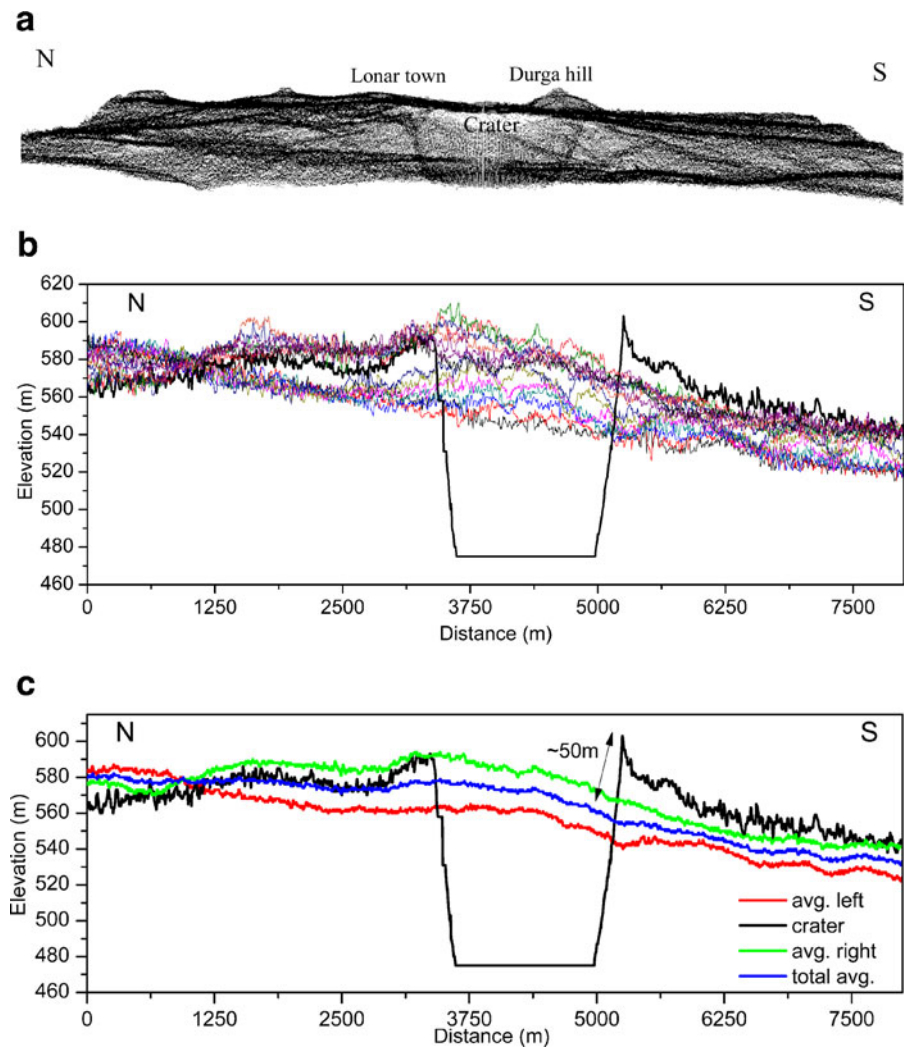 a
N
S
Lonar town
Durga hill
Crater
b
620
600
580
560
540
520
500
480
460
Elevation (m)
N
S
0
1250
2500
3750
5000
6250
7500
Distance (m)
c
600
580
560
540
520
500
480
460
Elevation (m)
N
S
~50m
avg. left
crater
avg. right
total avg.
0
1250
2500
3750
5000
6250
7500
Distance (m)